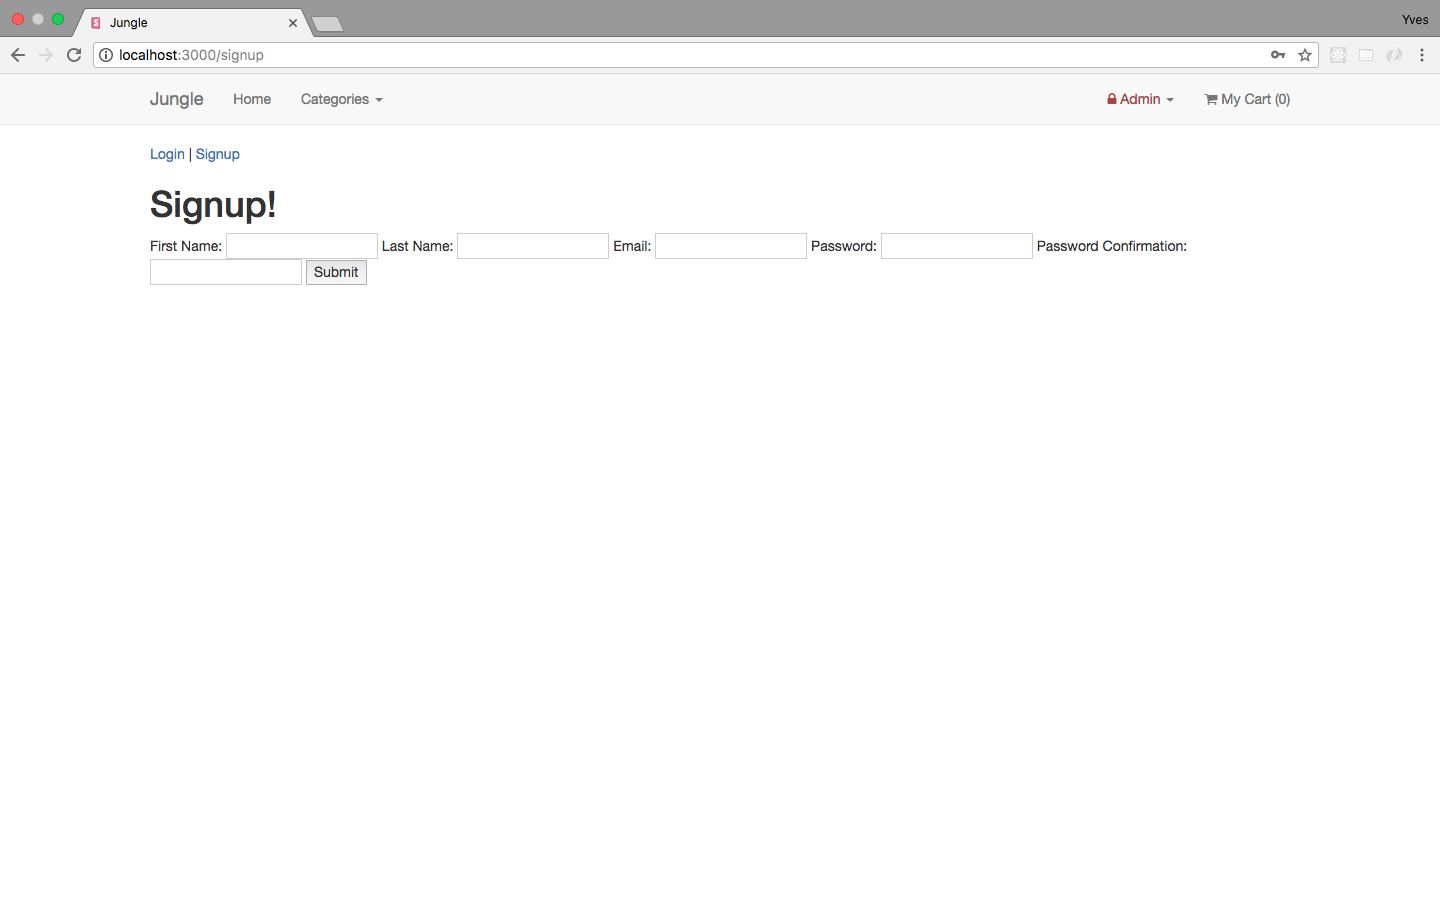 Jungle
Yves
localhost:3000/signup
Jungle Home Categories Admin My Cart (0)
Login | Signup
Signup!
First Name: Last Name: Email: Password: Password Confirmation:
Submit